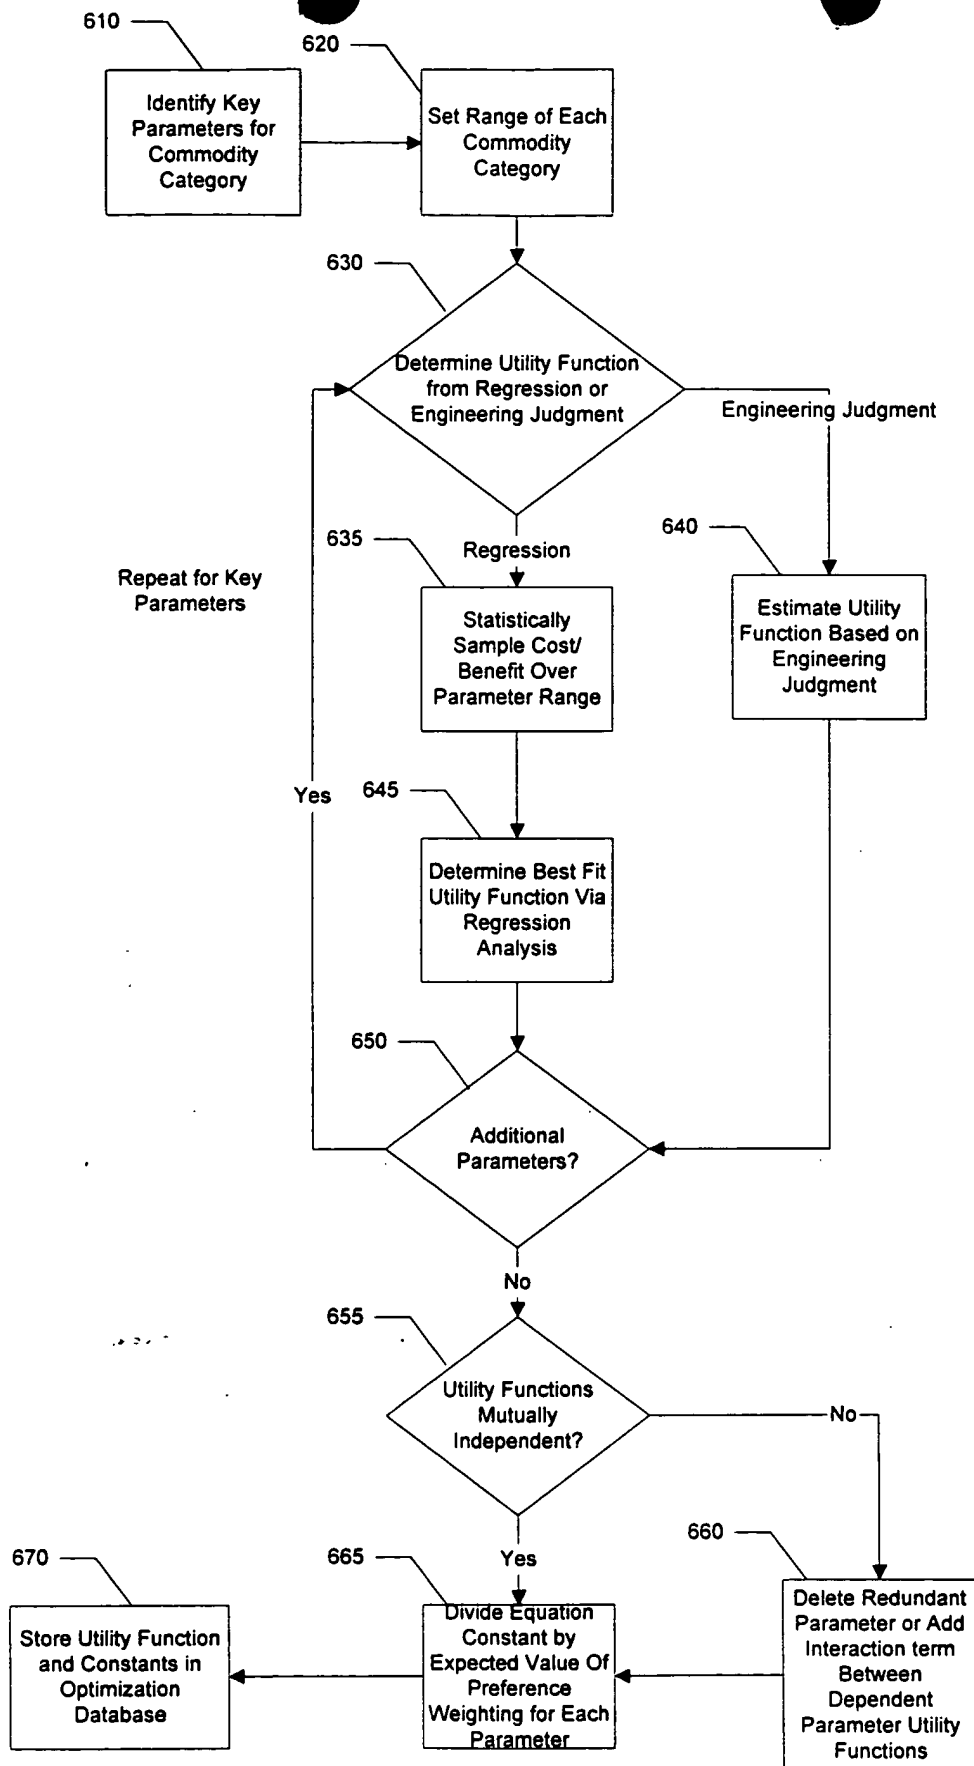 610
620
Identify Key
Parameters for
Commodity
Category
Set Range of Each
Commodity
Category
630
Determine Utility Function
from Regression or
Engineering Judgment
Engineering Judgment
635
Regression
640
Repeat for Key
Parameters
Statistically
Sample Cost/
Benefit Over
Parameter Range
Estimate Utility
Function Based on
Engineering
Judgment
Yes
645
Determine Best Fit
Utility Function Via
Regression
Analysis
650
Additional
Parameters?
No
655
Utility Functions
Mutually
Independent?
No
660
670
665
Yes
Store Utility Function
and Constants in
Optimization
Database
Divide Equation
Constant by
Expected Value Of
Preference
Weighting for Each
Parameter
Delete Redundant
Parameter or Add
Interaction term
Between
Dependent
Parameter Utility
Functions